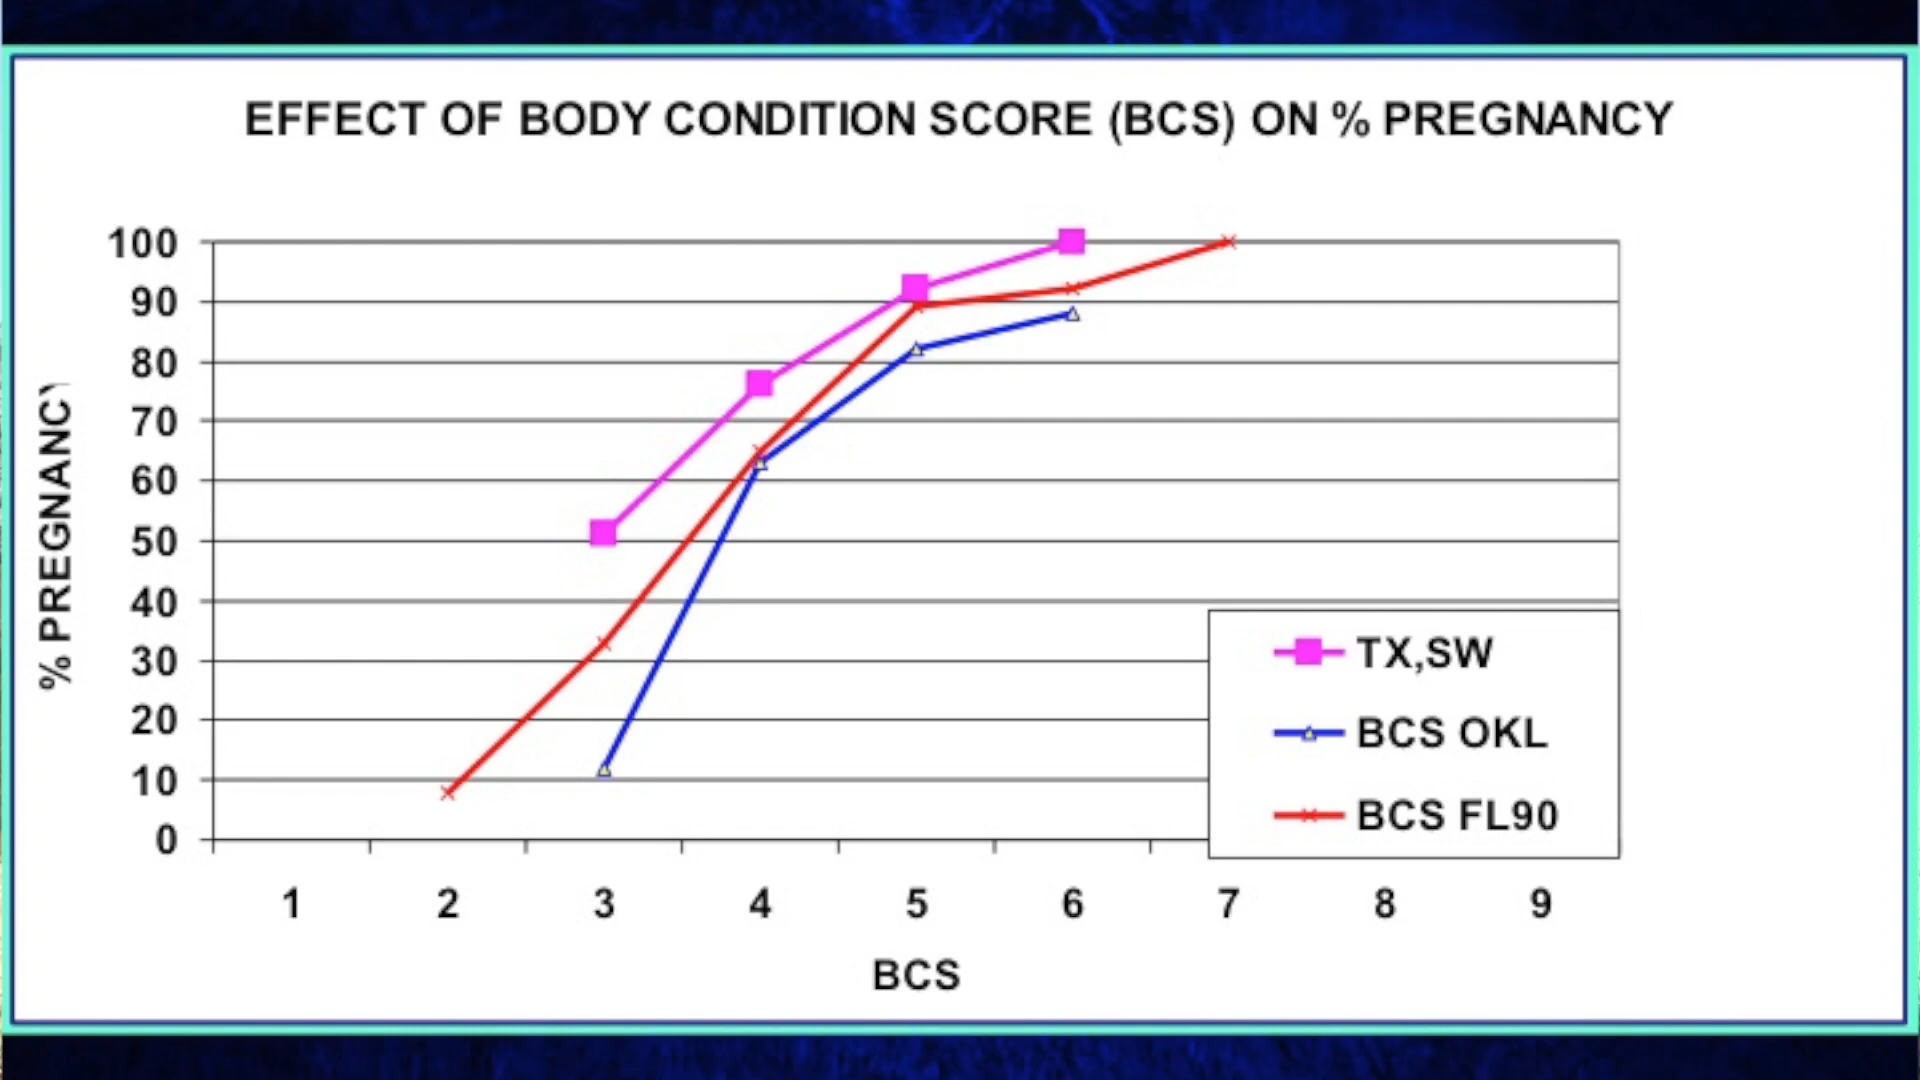 EFFECT OF BODY CONDITION SCORE (BCS) ON % PREGNANCY
100
90
80
70
60
50
40
30
20
10
0
% PREGNANCY
1 2 3 4 5 6 7 8 9
BCS
TX,SW
BCS OKL
BCS FL90